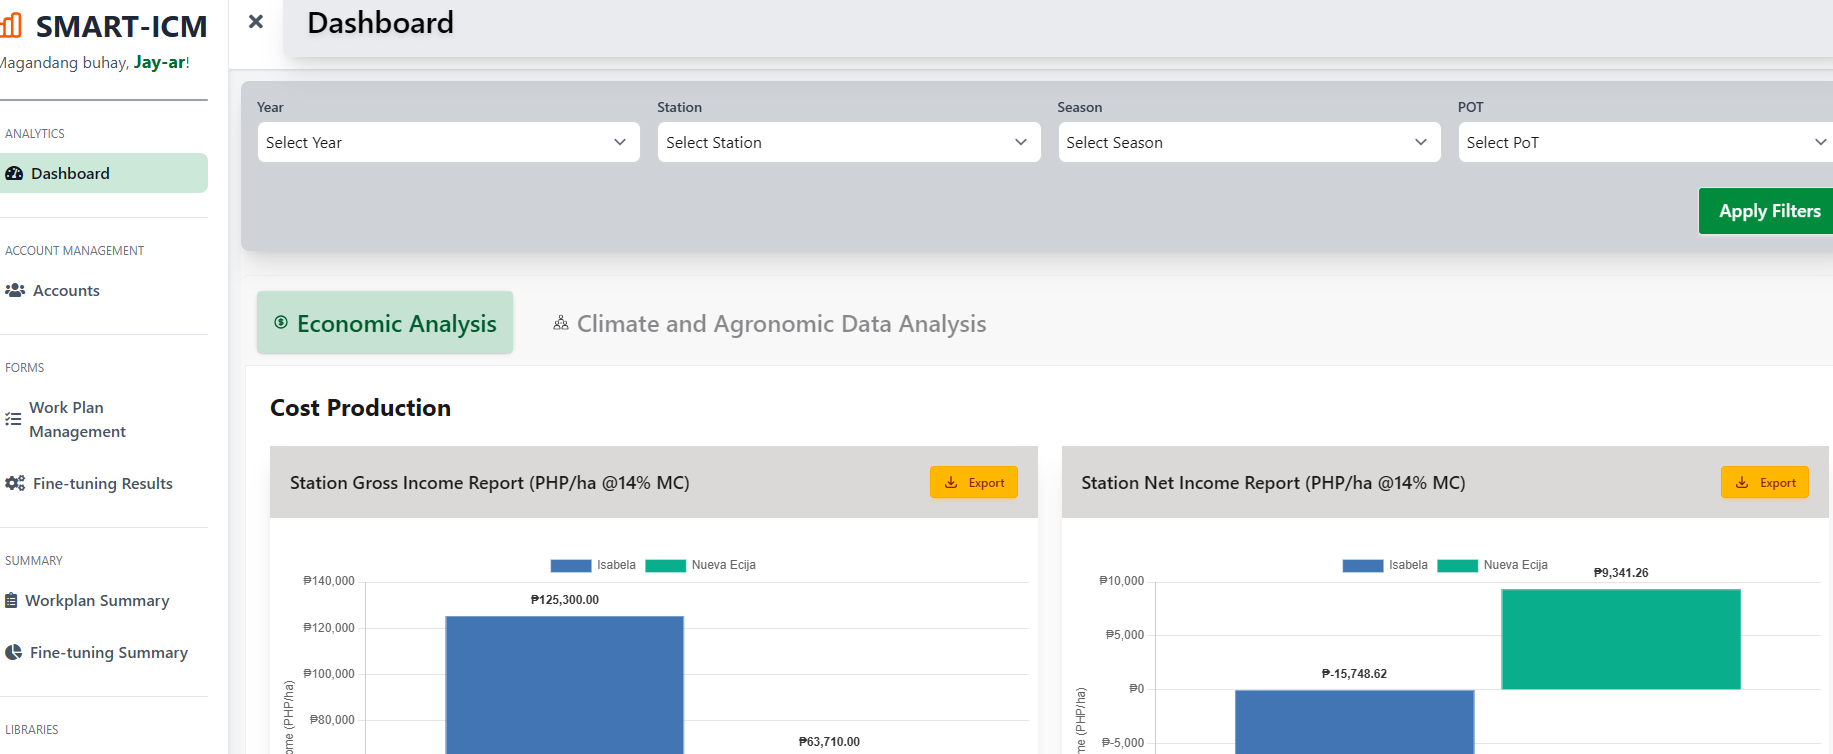 SMART-ICM
Magandang buhay, Jay-ar!
ANALYTICS
Dashboard
ACCOUNT MANAGEMENT
Accounts
FORMS
Work Plan
Management
Fine-tuning Results
SUMMARY
Workplan Summary
Fine-tuning Summary
LIBRARIES
Dashboard
Year
Station
Season
POT
Select Year
Select Station
Select Season
Select PoT
Apply Filters
Economic Analysis
Climate and Agronomic Data Analysis
Cost Production
Station Gross Income Report (PHP/ha @14% MC)
Export
Isabela
Nueva Ecija
₱140,000
₱125,300.00
₱120,000
₱100,000
₱80,000
₱63,710.00
(PHP/ha)
Station Net Income Report (PHP/ha @14% MC)
Export
Isabela
Nueva Ecija
₱9,341.26
₱10,000
₱5,000
₱-15,748.62
₱0
₱-5,000
(PHP/ha)